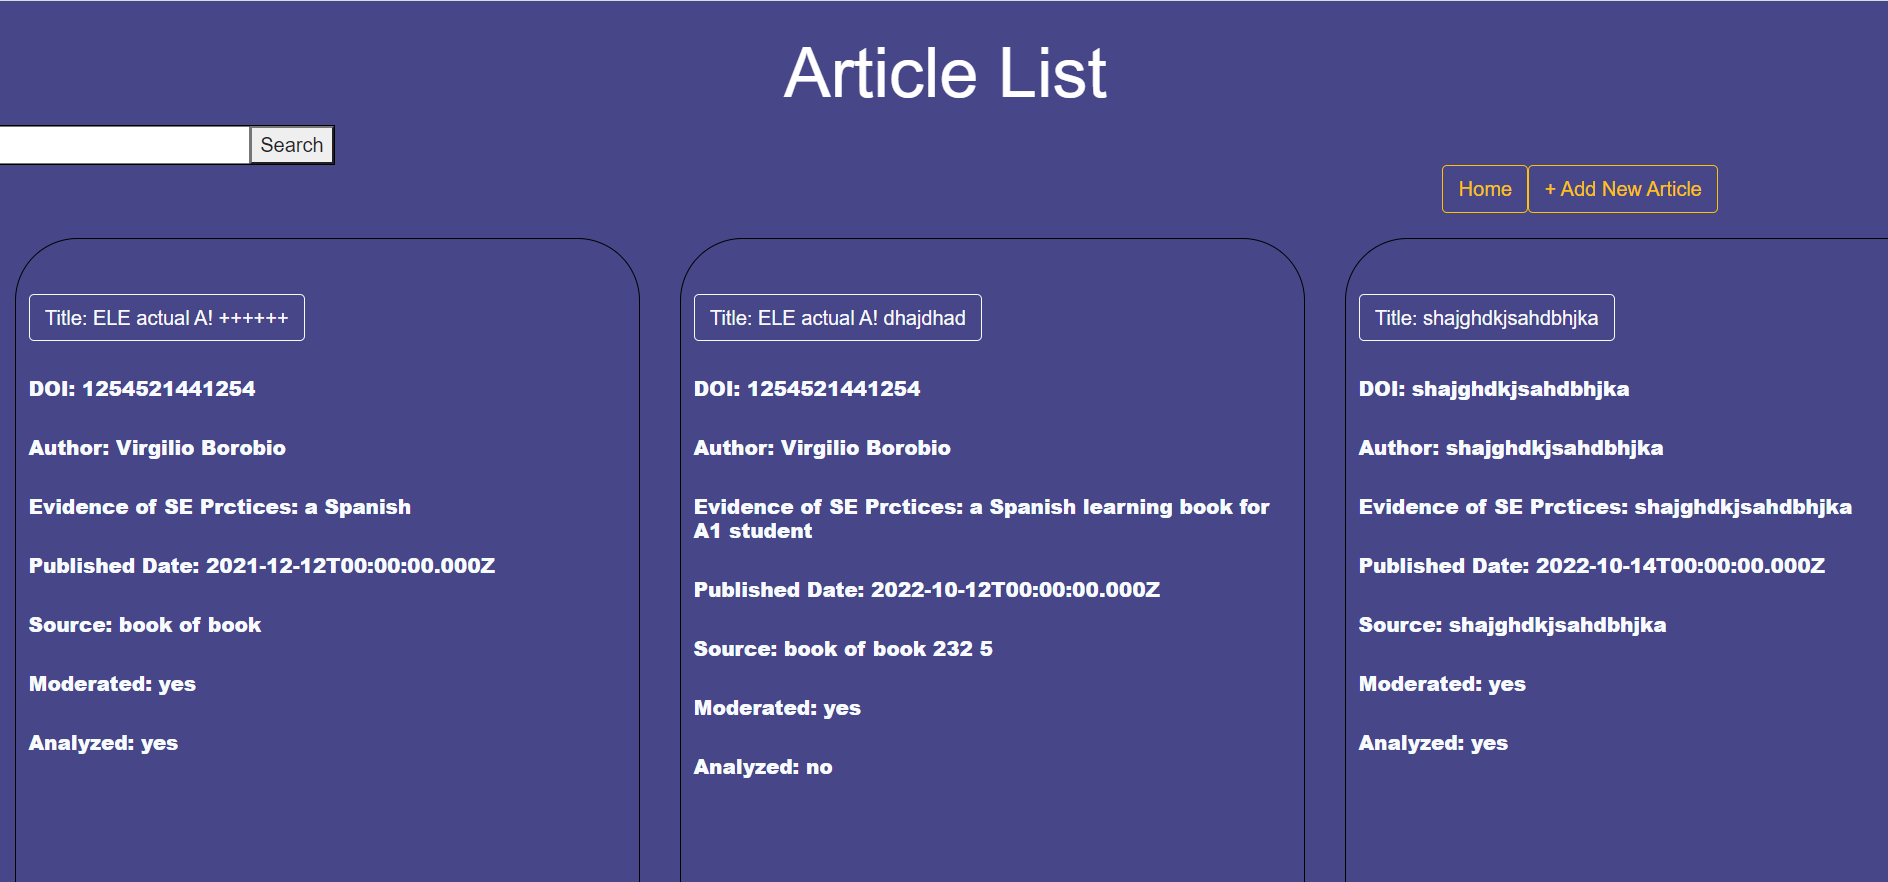 Article List
Search
Home
+ Add New Article
Title: ELE actual A! ++++++
DOI: 1254521441254
Author: Virgilio Borobio
Evidence of SE Prctices: a Spanish
Published Date: 2021-12-12T00:00:00.000Z
Source: book of book
Moderated: yes
Analyzed: yes
Title: ELE actual A! dhajdhad
DOI: 1254521441254
Author: Virgilio Borobio
Evidence of SE Prctices: a Spanish learning book for
A1 student
Published Date: 2022-10-12T00:00:00.000Z
Source: book of book 232 5
Moderated: yes
Analyzed: no
Title: shajghdkjsahdbhjka
DOI: shajghdkjsahdbhjka
Author: shajghdkjsahdbhjka
Evidence of SE Prctices: shajghdkjsahdbhjka
Published Date: 2022-10-14T00:00:00.000Z
Source: shajghdkjsahdbhjka
Moderated: yes
Analyzed: yes